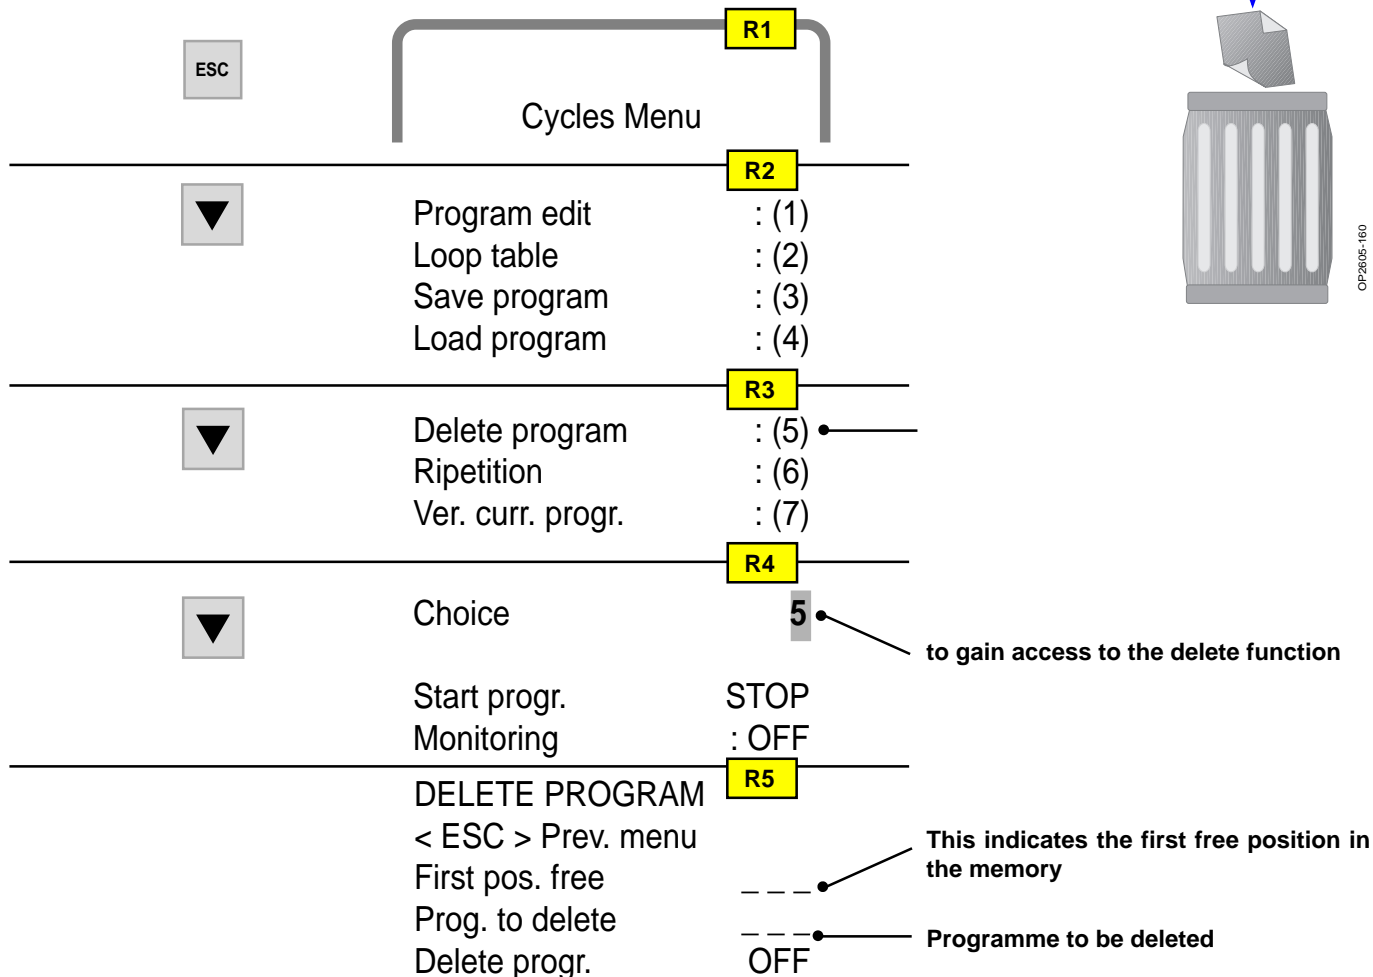 R1
ESC
Cycles Menu
R2
Program edit : (1)
Loop table : (2)
Save program : (3)
Load program : (4)
OP2605-160
R3
Delete program : (5)
Ripetition : (6)
Ver. curr. progr. : (7)
R4
Choice 5
to gain access to the delete function
Start progr. STOP
Monitoring : OFF
R5
DELETE PROGRAM
< ESC > Prev. menu
This indicates the first free position in
the memory
First pos. free _ _ _
Prog. to delete _ _ _
Programme to be deleted
Delete progr. OFF